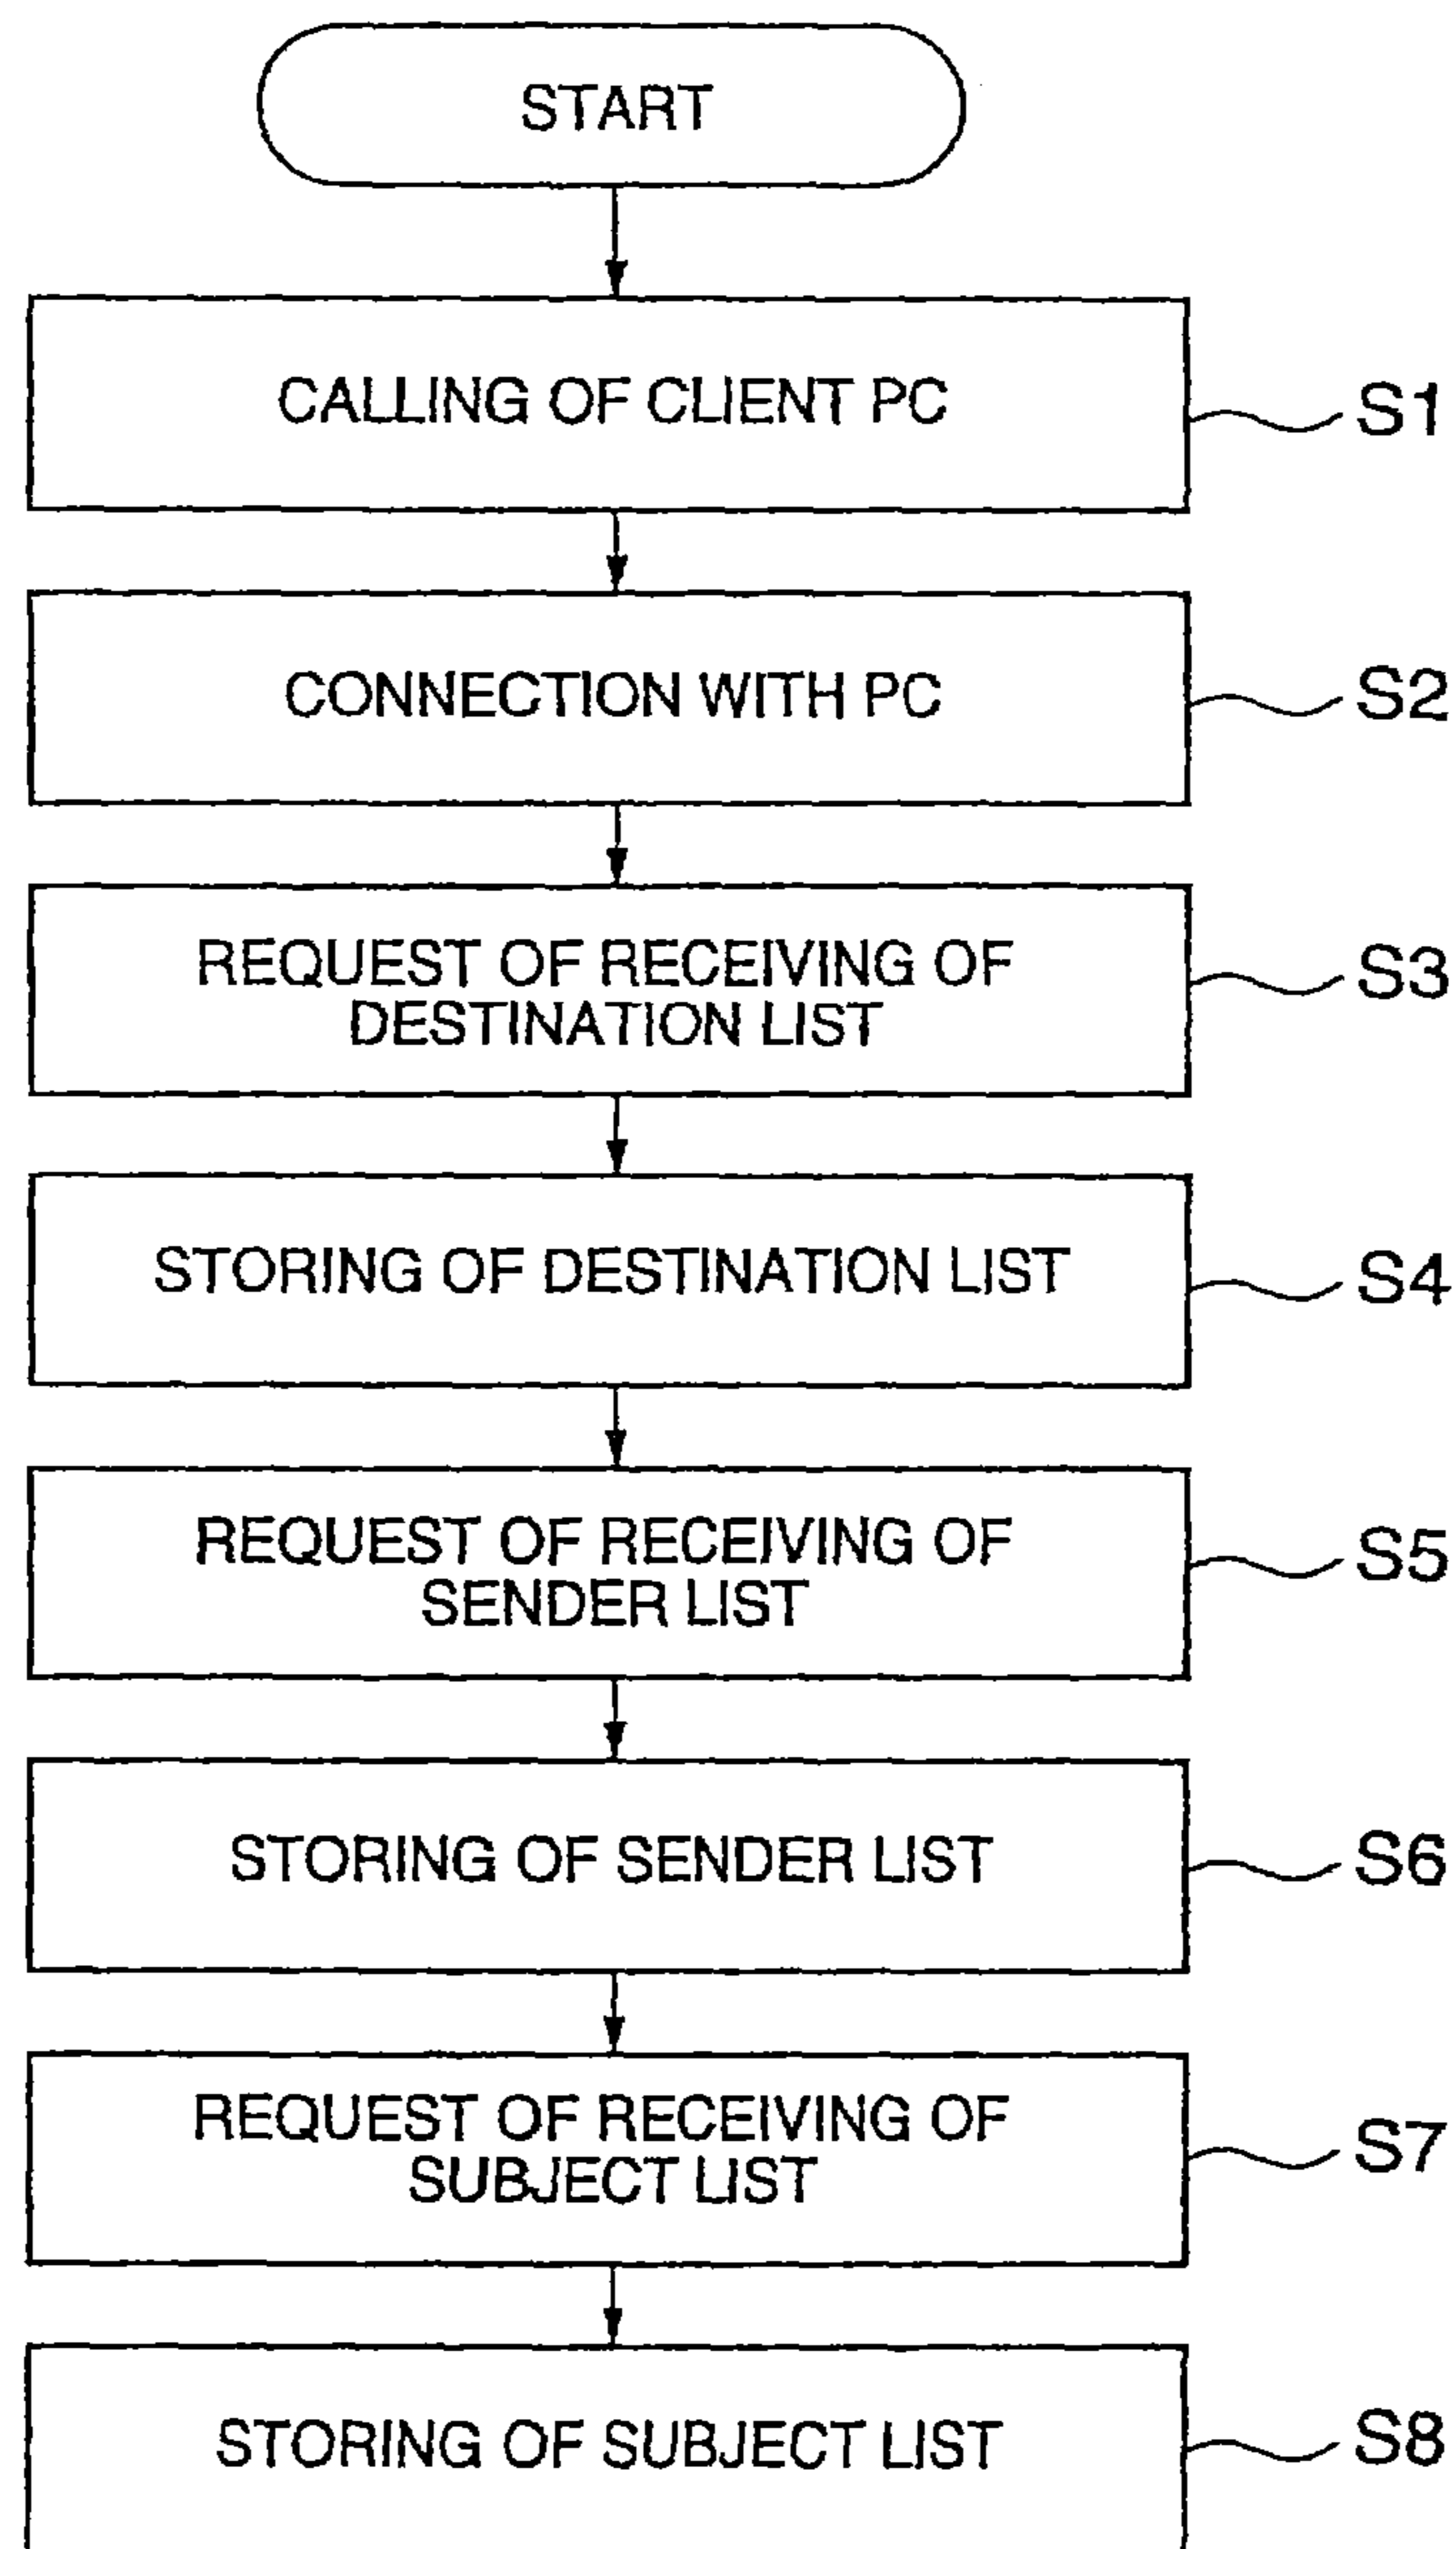 START
CALLING OF CLIENT PC
S1
CONNECTION WITH PC
S2
REQUEST OF RECEIVING OF
DESTINATION LIST
S3
STORING OF DESTINATION LIST
S4
REQUEST OF RECEIVING OF
SENDER LIST
S5
STORING OF SENDER LIST
S6
REQUEST OF RECEIVING OF
SUBJECT LIST
S7
STORING OF SUBJECT LIST
S8